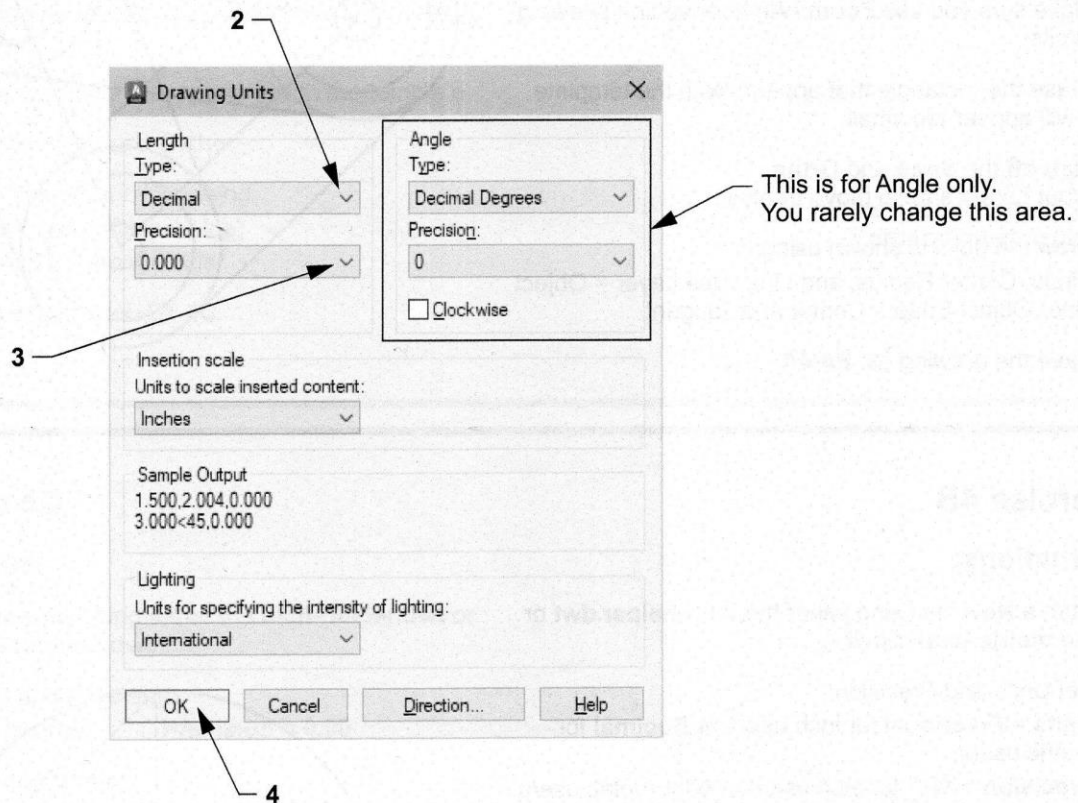 2
Drawing Units
Length
Type:
Decimal
Precision:
0.000
Angle
Type:
Decimal Degrees
Precision:
0
Clockwise
This is for Angle only.
You rarely change this area.
3
Insertion scale
Units to scale inserted content:
Inches
Sample Output
1.500,2.004,0.000
3.000<45,0.000
Lighting
Units for specifying the intensity of lighting:
International
OK
Cancel
Direction...
Help
4